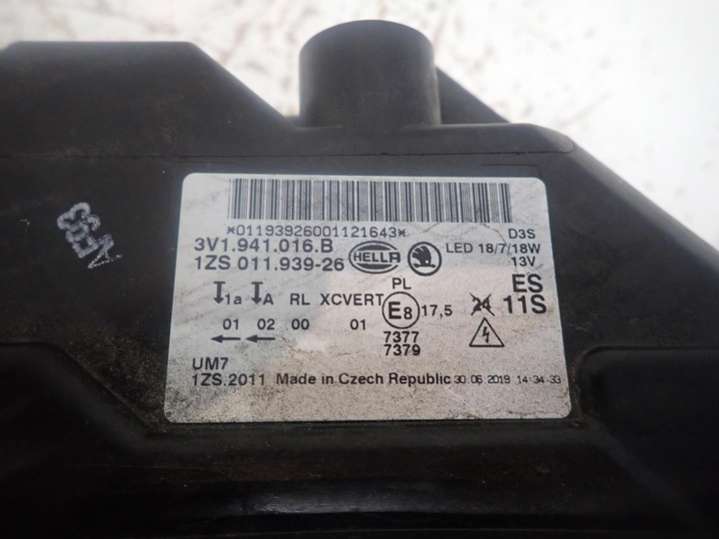 *01193926001121643*
3V1.941.016.B HELLA D3S
1ZS 011.939-26 LED 18/7/18W
13V
PL ES
1a A RL XCVERT E8 17,5 24 11S
01 02 00 01 7377
7379
UM7
1ZS.2011 Made in Czech Republic 30.06.2019 14:34:33